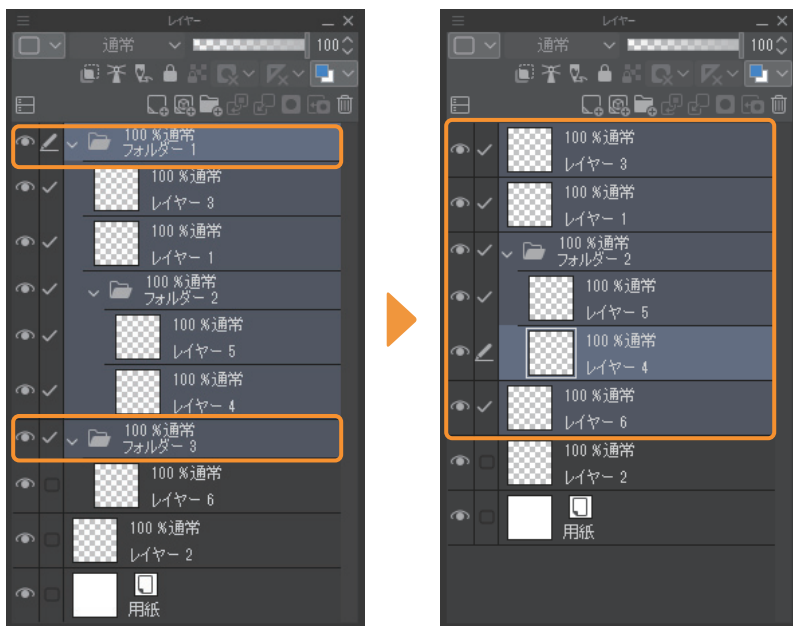 レイヤー
通常 100
100 %通常
フォルダー 1
100 %通常
レイヤー 3
100 %通常
レイヤー 1
100 %通常
フォルダー 2
100 %通常
レイヤー 5
100 %通常
レイヤー 4
100 %通常
フォルダー 3
100 %通常
レイヤー 6
100 %通常
レイヤー 2
用紙
レイヤー
通常 100
100 %通常
レイヤー 3
100 %通常
レイヤー 1
100 %通常
フォルダー 2
100 %通常
レイヤー 5
100 %通常
レイヤー 4
100 %通常
レイヤー 6
100 %通常
レイヤー 2
用紙